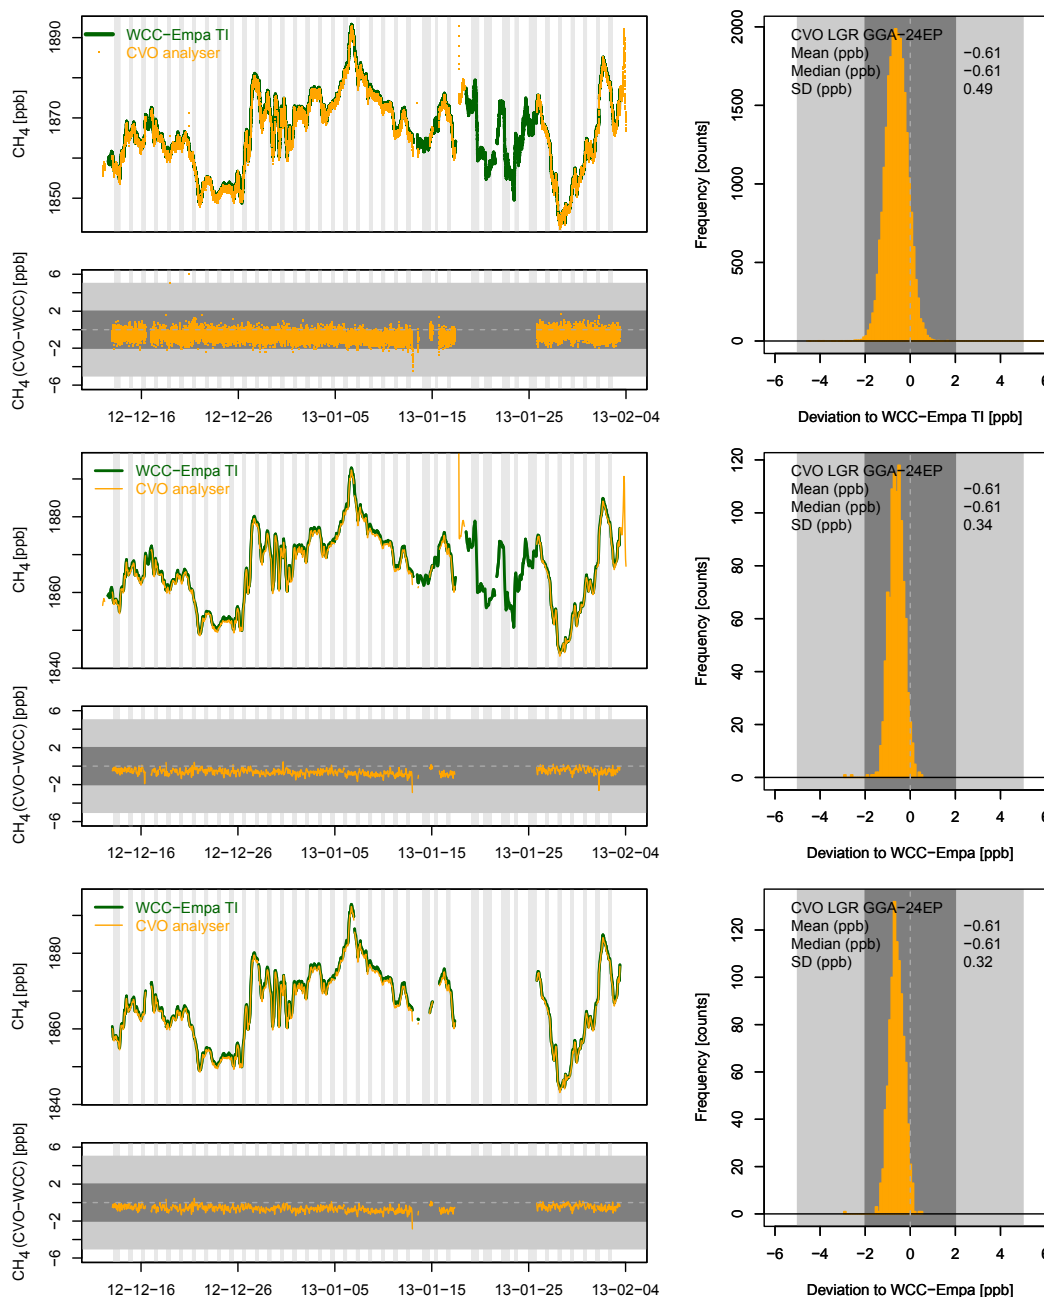 WCC−Empa TI
CVO analyser
CH4 [ppb]
1850
1870
1890
CH4 (CVO−WCC) [ppb]
6
2
−2
−6
12−12−16
12−12−26
13−01−05
13−01−15
13−01−25
13−02−04
CVO LGR GGA−24EP
Mean (ppb) −0.61
Median (ppb) −0.61
SD (ppb) 0.49
Frequency [counts]
2000
1500
1000
500
0
−6 −4 −2 0 2 4 6
Deviation to WCC−Empa TI [ppb]
WCC−Empa TI
CVO analyser
CH4 [ppb]
1840
1860
1880
CH4 (CVO−WCC) [ppb]
6
2
−2
−6
12−12−16
12−12−26
13−01−05
13−01−15
13−01−25
13−02−04
CVO LGR GGA−24EP
Mean (ppb) −0.61
Median (ppb) −0.61
SD (ppb) 0.34
Frequency [counts]
120
100
80
60
40
20
0
−6 −4 −2 0 2 4 6
Deviation to WCC−Empa [ppb]
WCC−Empa TI
CVO analyser
CH4 [ppb]
1840
1860
1880
CH4 (CVO−WCC) [ppb]
6
2
−2
−6
12−12−16
12−12−26
13−01−05
13−01−15
13−01−25
13−02−04
CVO LGR GGA−24EP
Mean (ppb) −0.61
Median (ppb) −0.61
SD (ppb) 0.32
Frequency [counts]
120
100
80
60
40
20
0
−6 −4 −2 0 2 4 6
Deviation to WCC−Empa [ppb]